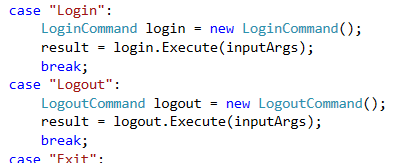 case "Login":
LoginCommand login = new LoginCommand();
result = login.Execute(inputArgs);
break;
case "Logout":
LogoutCommand logout = new LogoutCommand();
result = logout.Execute(inputArgs);
break;
case "Exit":